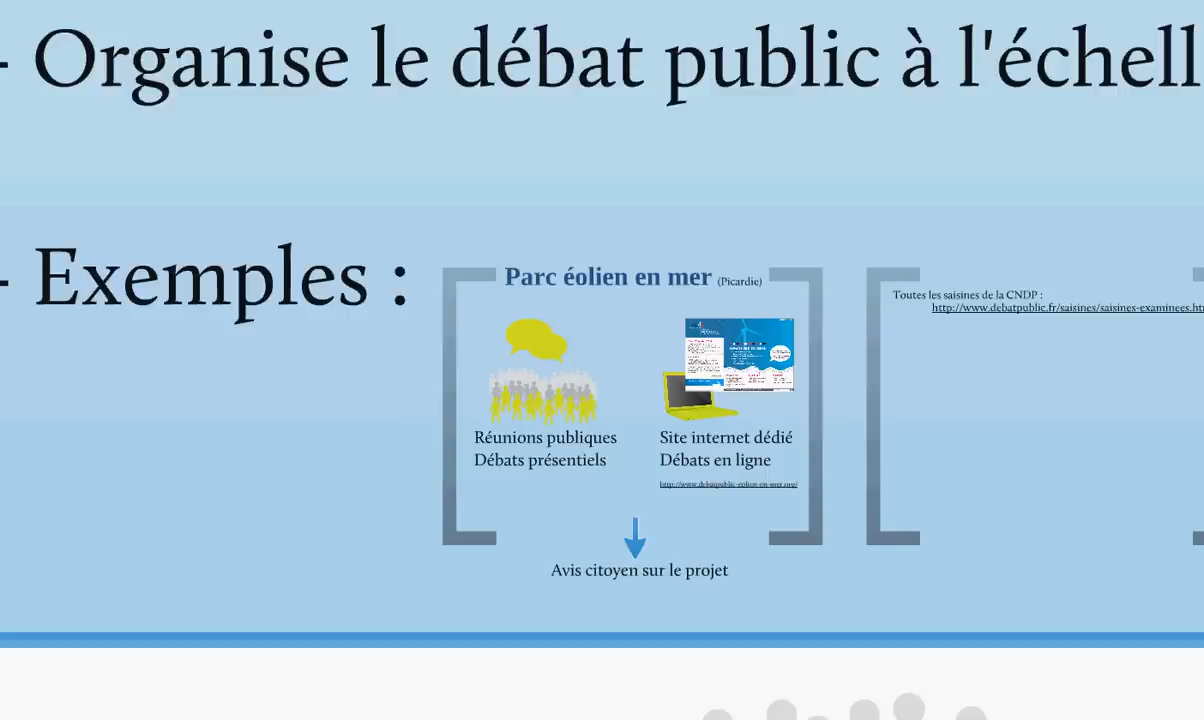 - Organise le débat public à l'échell
- Exemples :
Parc éolien en mer (Picardie)
Réunions publiques
Débats présentiels
Site internet dédié
Débats en ligne
http://www.debatpublic-eolien-en-mer.org/
Avis citoyen sur le projet
Toutes les saisines de la CNDP :
http://www.debatpublic.fr/saisines/saisines-examinees.ht